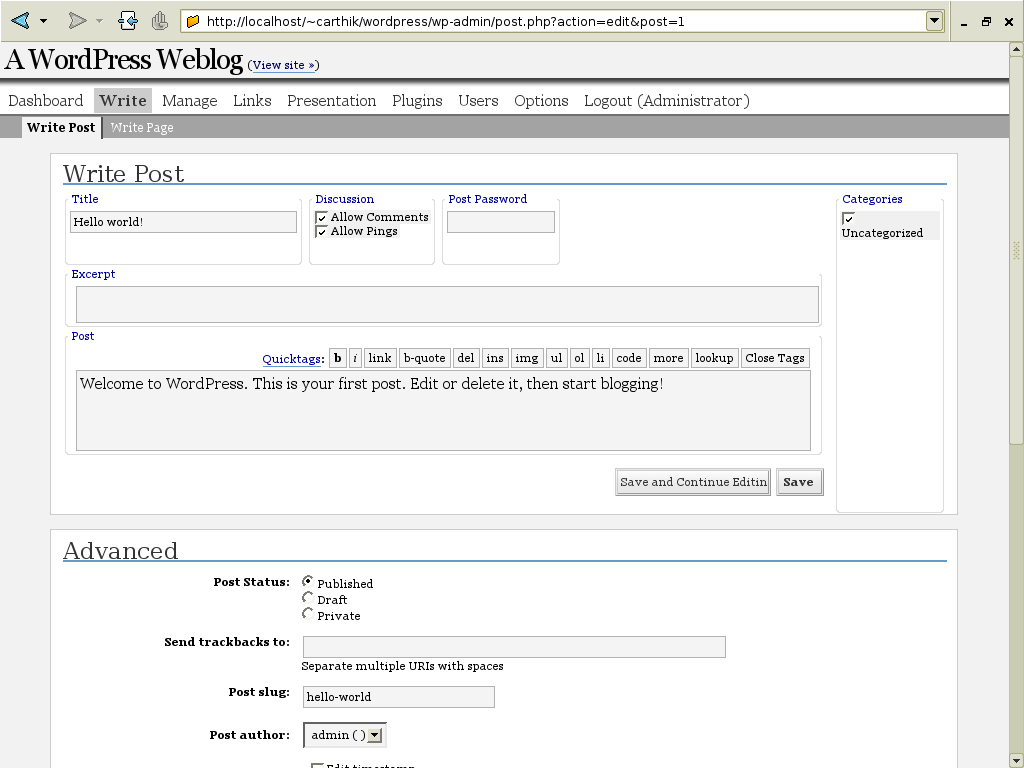 http://localhost/~carthik/wordpress/wp-admin/post.php?action=edit&post=1
A WordPress Weblog (View site »)
Dashboard Write Manage Links Presentation Plugins Users Options Logout (Administrator)
Write Post Write Page
Write Post
Title Discussion Post Password Categories
Hello world!
Allow Comments
Allow Pings
Uncategorized
Excerpt
Post
Quicktags: b i link b-quote del ins img ul ol li code more lookup Close Tags
Welcome to WordPress. This is your first post. Edit or delete it, then start blogging!
Save and Continue Editin Save
Advanced
Post Status: Published
Draft
Private
Send trackbacks to:
Separate multiple URIs with spaces
Post slug: hello-world
Post author: admin ( )
Edit timestamp